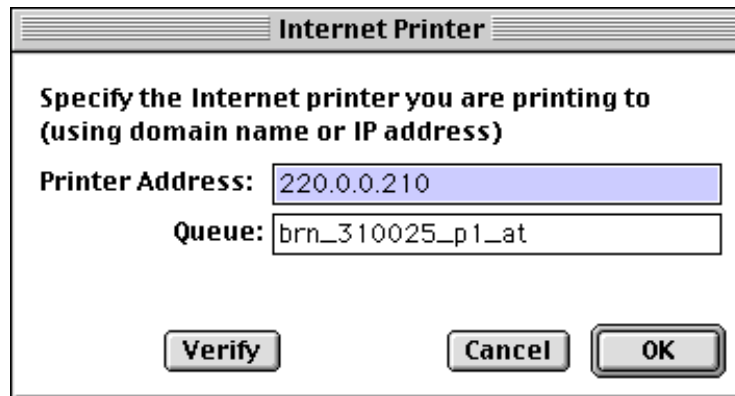 Internet Printer
Specify the Internet printer you are printing to
(using domain name or IP address)
Printer Address: 220.0.0.210
Queue: brn_310025_p1_at
Verify Cancel OK